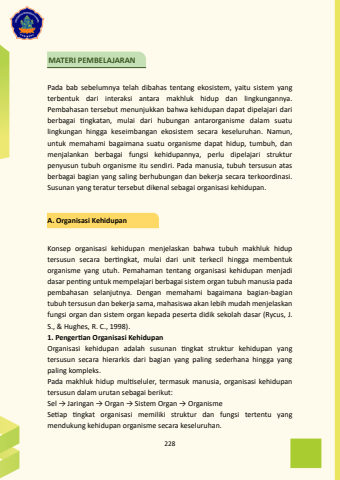 MATERI PEMBELAJARAN
Pada bab sebelumnya telah dibahas tentang ekosistem, yaitu sistem yang
terbentuk dari interaksi antara makhluk hidup dan lingkungannya.
Pembahasan tersebut menunjukkan bahwa kehidupan dapat dipelajari dari
berbagai tingkatan, mulai dari hubungan antarorganisme dalam suatu
lingkungan hingga keseimbangan ekosistem secara keseluruhan. Namun,
untuk memahami bagaimana suatu organisme dapat hidup, tumbuh, dan
menjalankan berbagai fungsi kehidupannya, perlu dipelajari struktur
penyusun tubuh organisme itu sendiri. Pada manusia, tubuh tersusun atas
berbagai bagian yang saling berhubungan dan bekerja secara terkoordinasi.
Susunan yang teratur tersebut dikenal sebagai organisasi kehidupan.
A. Organisasi Kehidupan
Konsep organisasi kehidupan menjelaskan bahwa tubuh makhluk hidup
tersusun secara bertingkat, mulai dari unit terkecil hingga membentuk
organisme yang utuh. Pemahaman tentang organisasi kehidupan menjadi
dasar penting untuk mempelajari berbagai sistem organ tubuh manusia pada
pembahasan selanjutnya. Dengan memahami bagaimana bagian-bagian
tubuh tersusun dan bekerja sama, mahasiswa akan lebih mudah menjelaskan
fungsi organ dan sistem organ kepada peserta didik sekolah dasar (Rycus, J.
S., & Hughes, R. C., 1998).
1. Pengertian Organisasi Kehidupan
Organisasi kehidupan adalah susunan tingkat struktur kehidupan yang
tersusun secara hierarkis dari bagian yang paling sederhana hingga yang
paling kompleks.
Pada makhluk hidup multiseluler, termasuk manusia, organisasi kehidupan
tersusun dalam urutan sebagai berikut:
Sel → Jaringan → Organ → Sistem Organ → Organisme
Setiap tingkat organisasi memiliki struktur dan fungsi tertentu yang
mendukung kehidupan organisme secara keseluruhan.
228